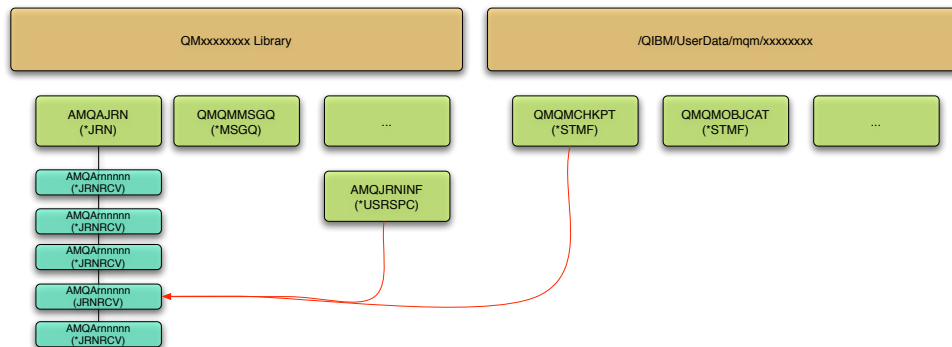 QMxxxxxxxx Library
/QIBM/UserData/mqm/xxxxxxxx
AMQAJRN
(*JRN)
QMQMMSGQ
(*MSGQ)
...
QMQMCHKPT
(*STMF)
QMQMOBJCAT
(*STMF)
...
AMQArnnnnn
(*JRNRCV)
AMQJRNINF
(*USRSPC)
AMQArnnnnn
(*JRNRCV)
AMQArnnnnn
(*JRNRCV)
AMQArnnnnn
(JRNRCV)
AMQArnnnnn
(*JRNRCV)